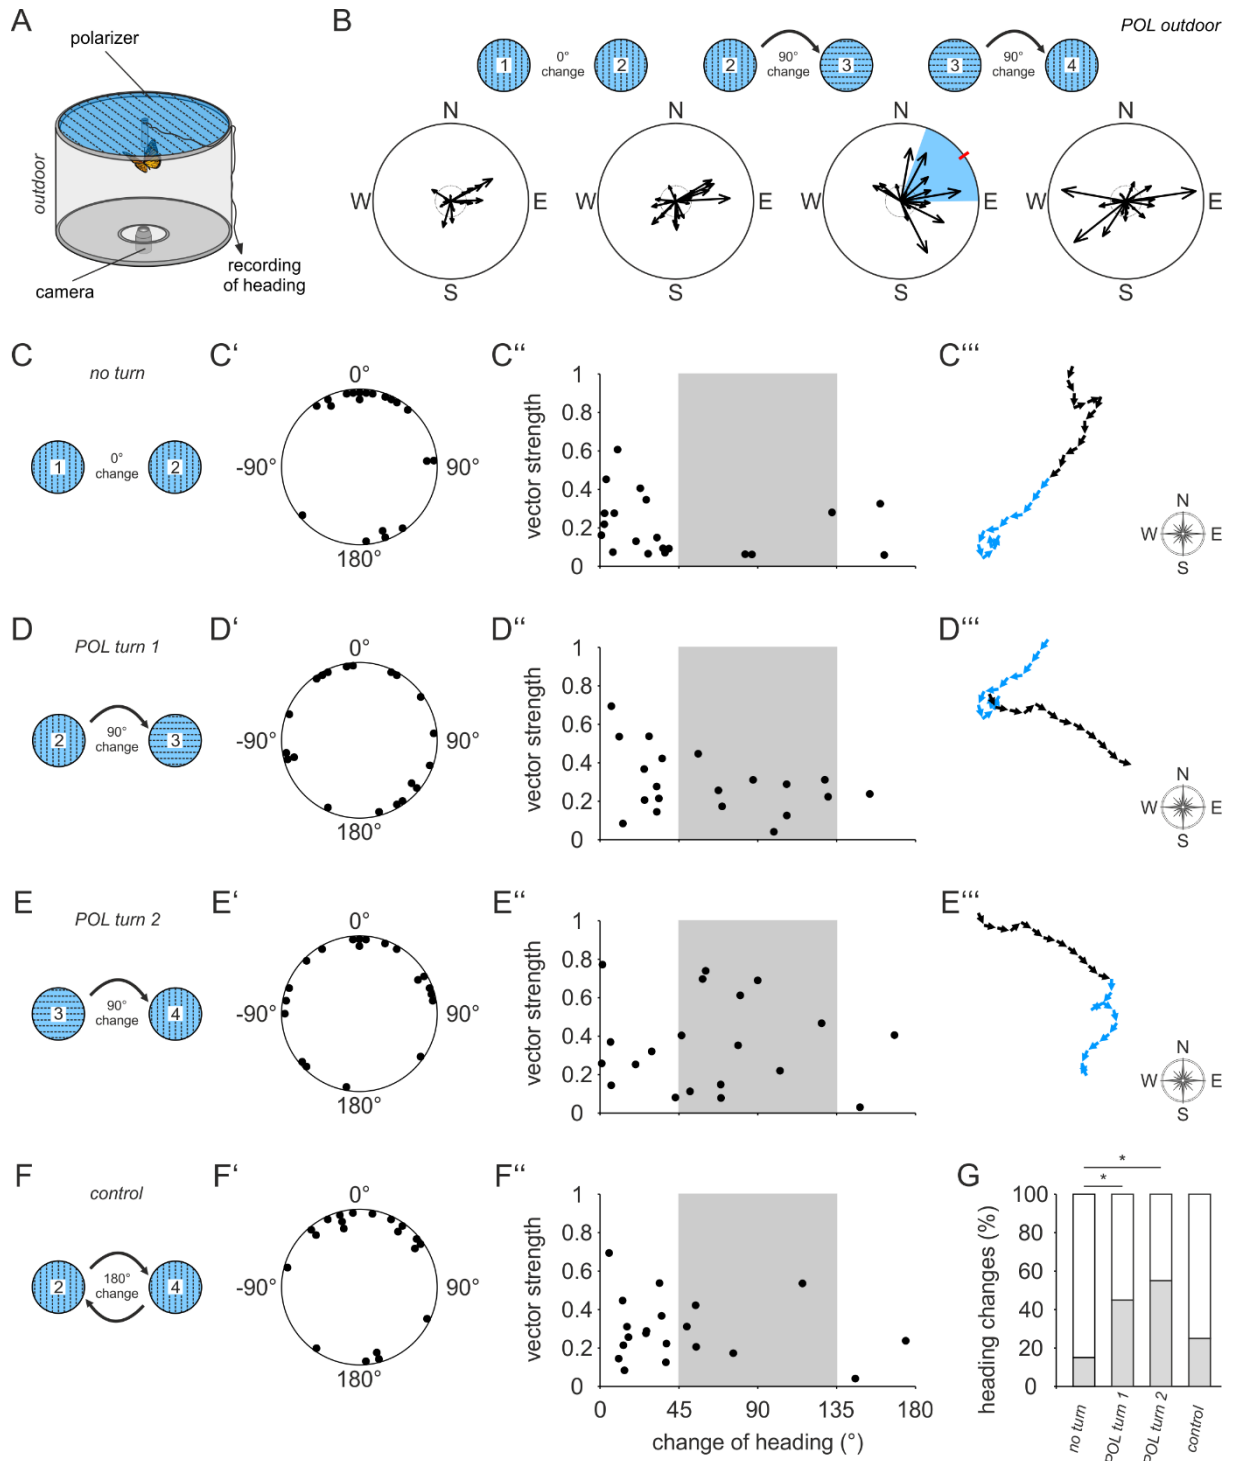 A
polarizer
outdoor
camera
recording
of heading
B
POL outdoor
1
0°
change
2
2
90°
change
3
3
90°
change
4
N
W
E
S
N
W
E
S
N
W
E
S
N
W
E
S
C
no turn
1
0°
change
2
C‘
0°
-90°
90°
180°
C“
vector strength
1
0.8
0.6
0.4
0.2
0
C“‘
N
W
E
S
D
POL turn 1
2
90°
change
3
D‘
0°
-90°
90°
180°
D“
vector strength
1
0.8
0.6
0.4
0.2
0
D“‘
N
W
E
S
E
POL turn 2
3
90°
change
4
E‘
0°
-90°
90°
180°
E“
vector strength
1
0.8
0.6
0.4
0.2
0
E“‘
N
W
E
S
F
control
2
180°
change
4
F‘
0°
-90°
90°
180°
F“
vector strength
1
0.8
0.6
0.4
0.2
0
0 45 90 135 180
change of heading (°)
G
*
*
heading changes (%)
100
80
60
40
20
0
no turn
POL turn 1
POL turn 2
control